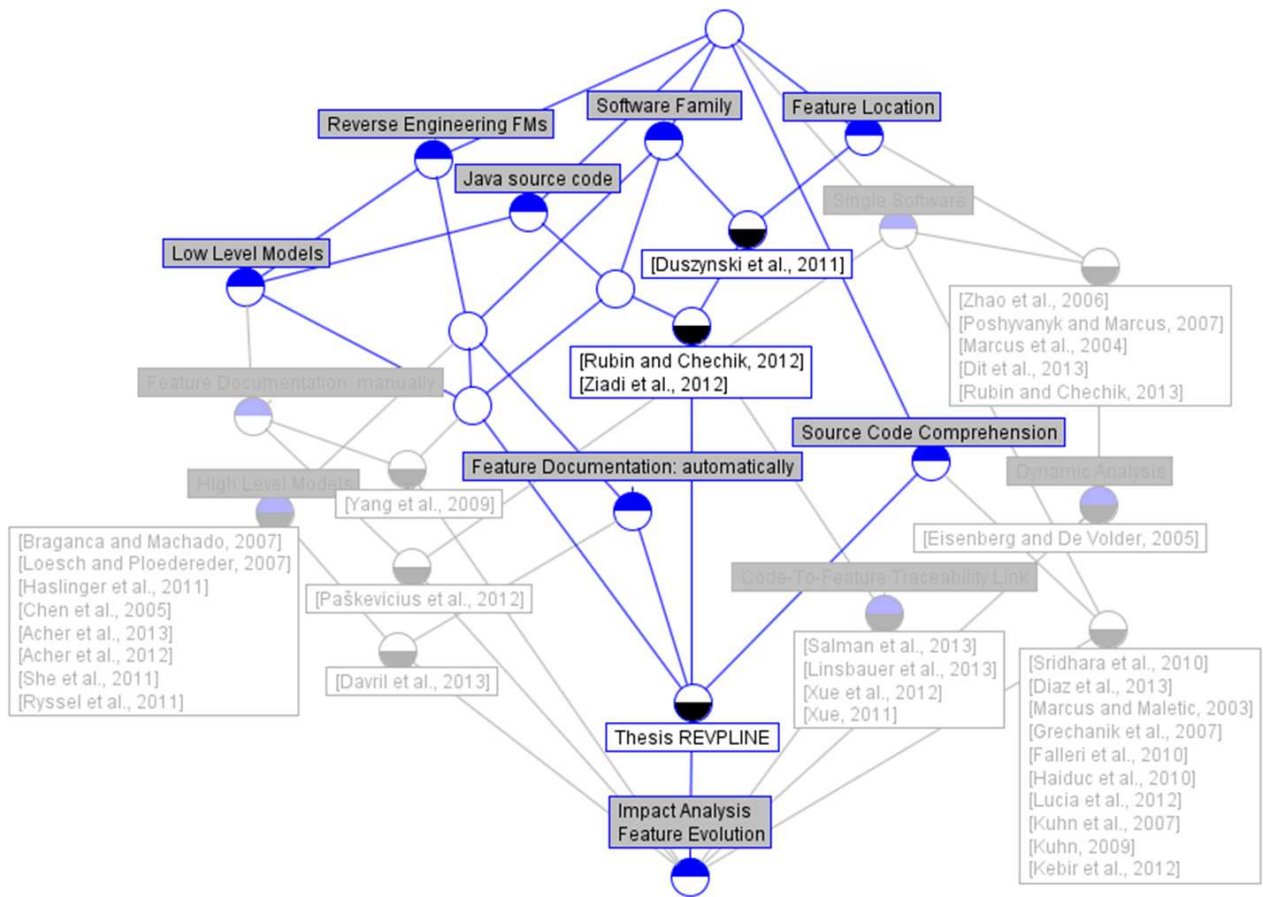 Software Family
Feature Location
Reverse Engineering FMs
Java source code
Single Software
Low Level Models
[Duszynski et al., 2011]
[Zhao et al., 2006]
[Poshyvanyk and Marcus, 2007]
[Marcus et al., 2004]
[Dit et al., 2013]
[Rubin and Chechik, 2013]
[Rubin and Chechik, 2012]
[Ziadi et al., 2012]
Feature Documentation: manually
Source Code Comprehension
Feature Documentation: automatically
Dynamic Analysis
High Level Models
[Yang et al., 2009]
[Eisenberg and De Volder, 2005]
[Braganca and Machado, 2007]
[Loesch and Ploedereder, 2007]
[Haslinger et al., 2011]
[Chen et al., 2005]
[Acher et al., 2013]
[Acher et al., 2012]
[She et al., 2011]
[Ryssel et al., 2011]
[Paškevicius et al., 2012]
Code-To-Feature Traceability Link
[Salman et al., 2013]
[Linsbauer et al., 2013]
[Xue et al., 2012]
[Xue, 2011]
[Davril et al., 2013]
[Sridhara et al., 2010]
[Diaz et al., 2013]
[Marcus and Maletic, 2003]
[Grechanik et al., 2007]
[Falleri et al., 2010]
[Haiduc et al., 2010]
[Lucia et al., 2012]
[Kuhn et al., 2007]
[Kuhn, 2009]
[Kebir et al., 2012]
Thesis REVPLINE
Impact Analysis
Feature Evolution